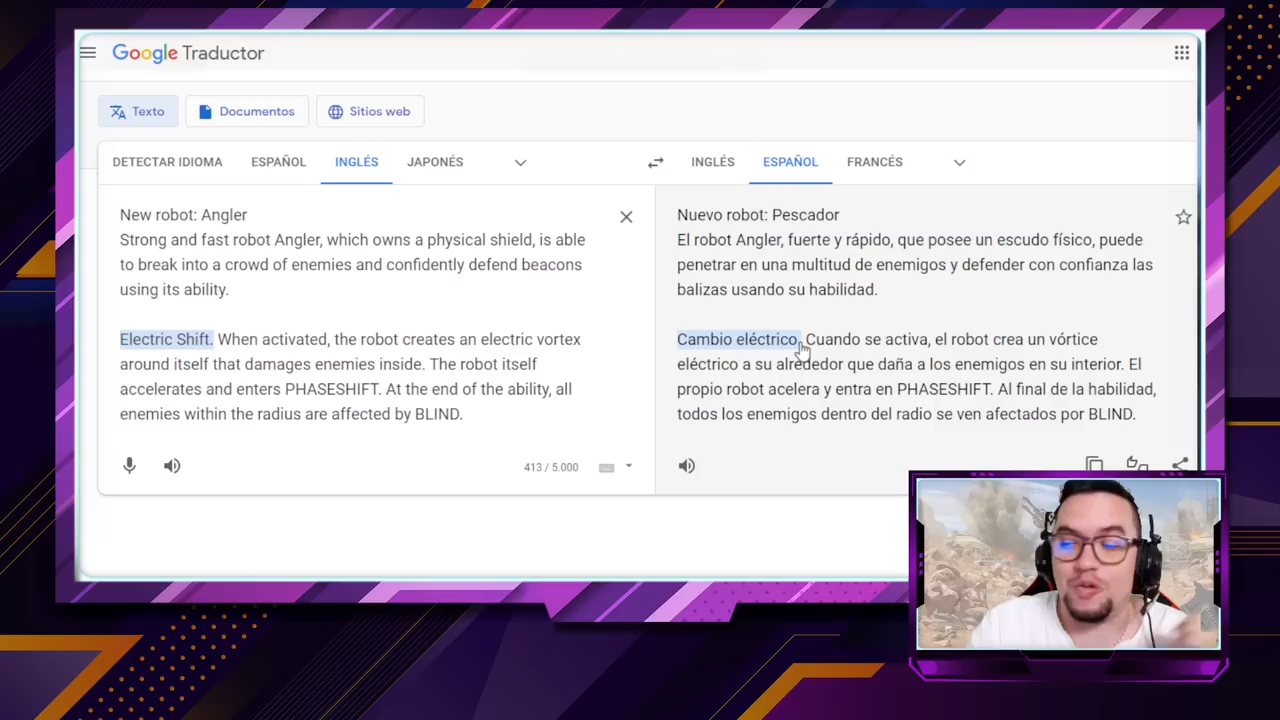 Google Traductor
Texto
Documentos
Sitios web
DETECTAR IDIOMA
ESPAÑOL
INGLÉS
JAPONÉS
INGLÉS
ESPAÑOL
FRANCÉS
New robot: Angler
Strong and fast robot Angler, which owns a physical shield, is able
to break into a crowd of enemies and confidently defend beacons
using its ability.
Electric Shift. When activated, the robot creates an electric vortex
around itself that damages enemies inside. The robot itself
accelerates and enters PHASESHIFT. At the end of the ability, all
enemies within the radius are affected by BLIND.
413 / 5.000
Nuevo robot: Pescador
El robot Angler, fuerte y rápido, que posee un escudo físico, puede
penetrar en una multitud de enemigos y defender con confianza las
balizas usando su habilidad.
Cambio eléctrico. Cuando se activa, el robot crea un vórtice
eléctrico a su alrededor que daña a los enemigos en su interior. El
propio robot acelera y entra en PHASESHIFT. Al final de la habilidad,
todos los enemigos dentro del radio se ven afectados por BLIND.